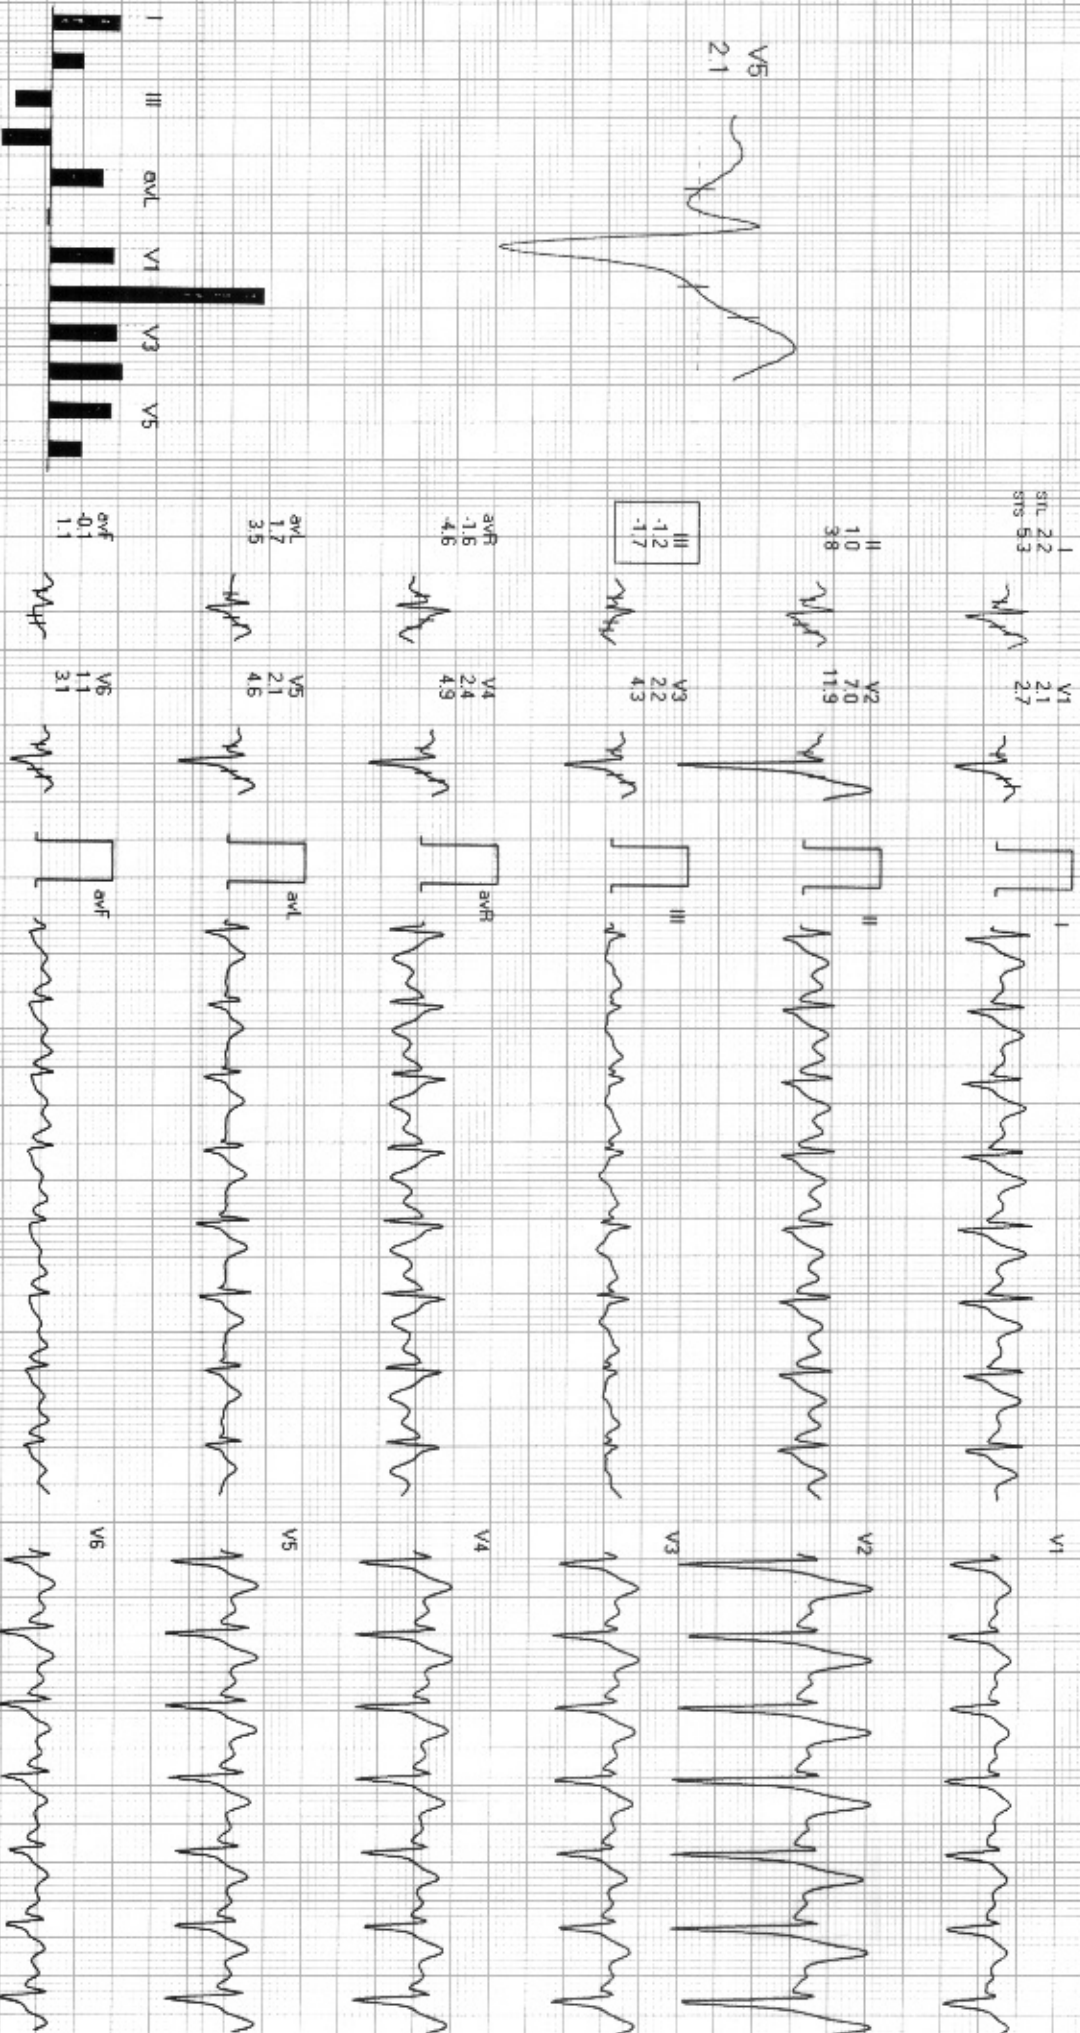 V5
2.1
I
III
avL
V1
V3
V5
I
STL 2.2
STS 5.3
II
1.0
3.8
III
-1.2
-1.7
avR
-1.6
-4.6
avL
1.7
3.5
avF
-0.1
1.1
V1
2.1
2.7
V2
7.0
11.9
V3
2.2
4.3
V4
2.4
4.9
V5
2.1
4.6
V6
1.1
3.1
I
II
III
avR
avL
avF
V1
V2
V3
V4
V5
V6